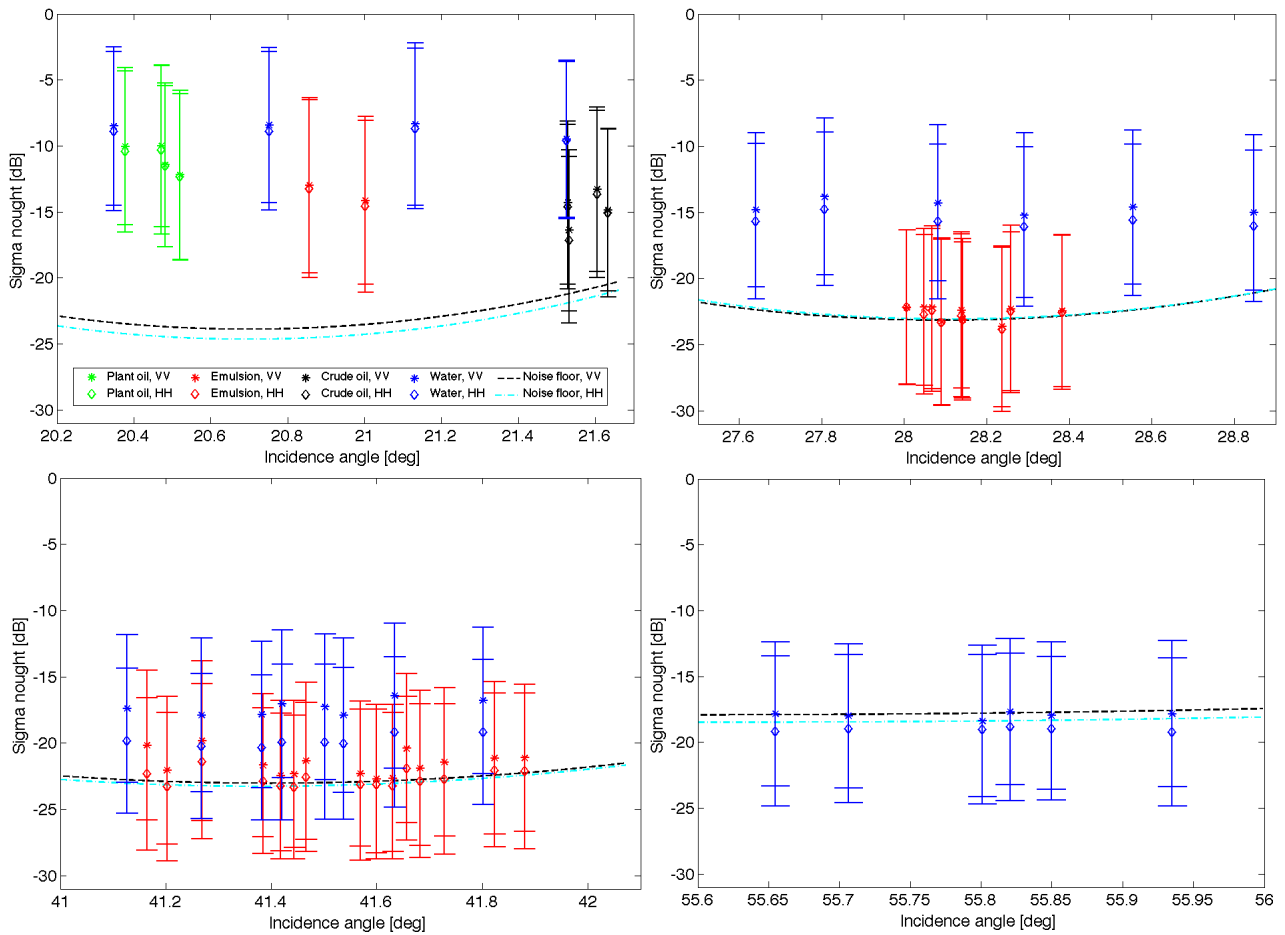 0
-5
-10
-15
-20
-25
-30
Sigma nought [dB]
Plant oil, VV Emulsion, VV Crude oil, VV Water, VV Noise floor, VV
Plant oil, HH Emulsion, HH Crude oil, HH Water, HH Noise floor, HH
20.2 20.4 20.6 20.8 21 21.2 21.4 21.6
Incidence angle [deg]
0
-5
-10
-15
-20
-25
-30
Sigma nought [dB]
27.6 27.8 28 28.2 28.4 28.6 28.8
Incidence angle [deg]
0
-5
-10
-15
-20
-25
-30
Sigma nought [dB]
41 41.2 41.4 41.6 41.8 42
Incidence angle [deg]
0
-5
-10
-15
-20
-25
-30
Sigma nought [dB]
55.6 55.65 55.7 55.75 55.8 55.85 55.9 55.95 56
Incidence angle [deg]